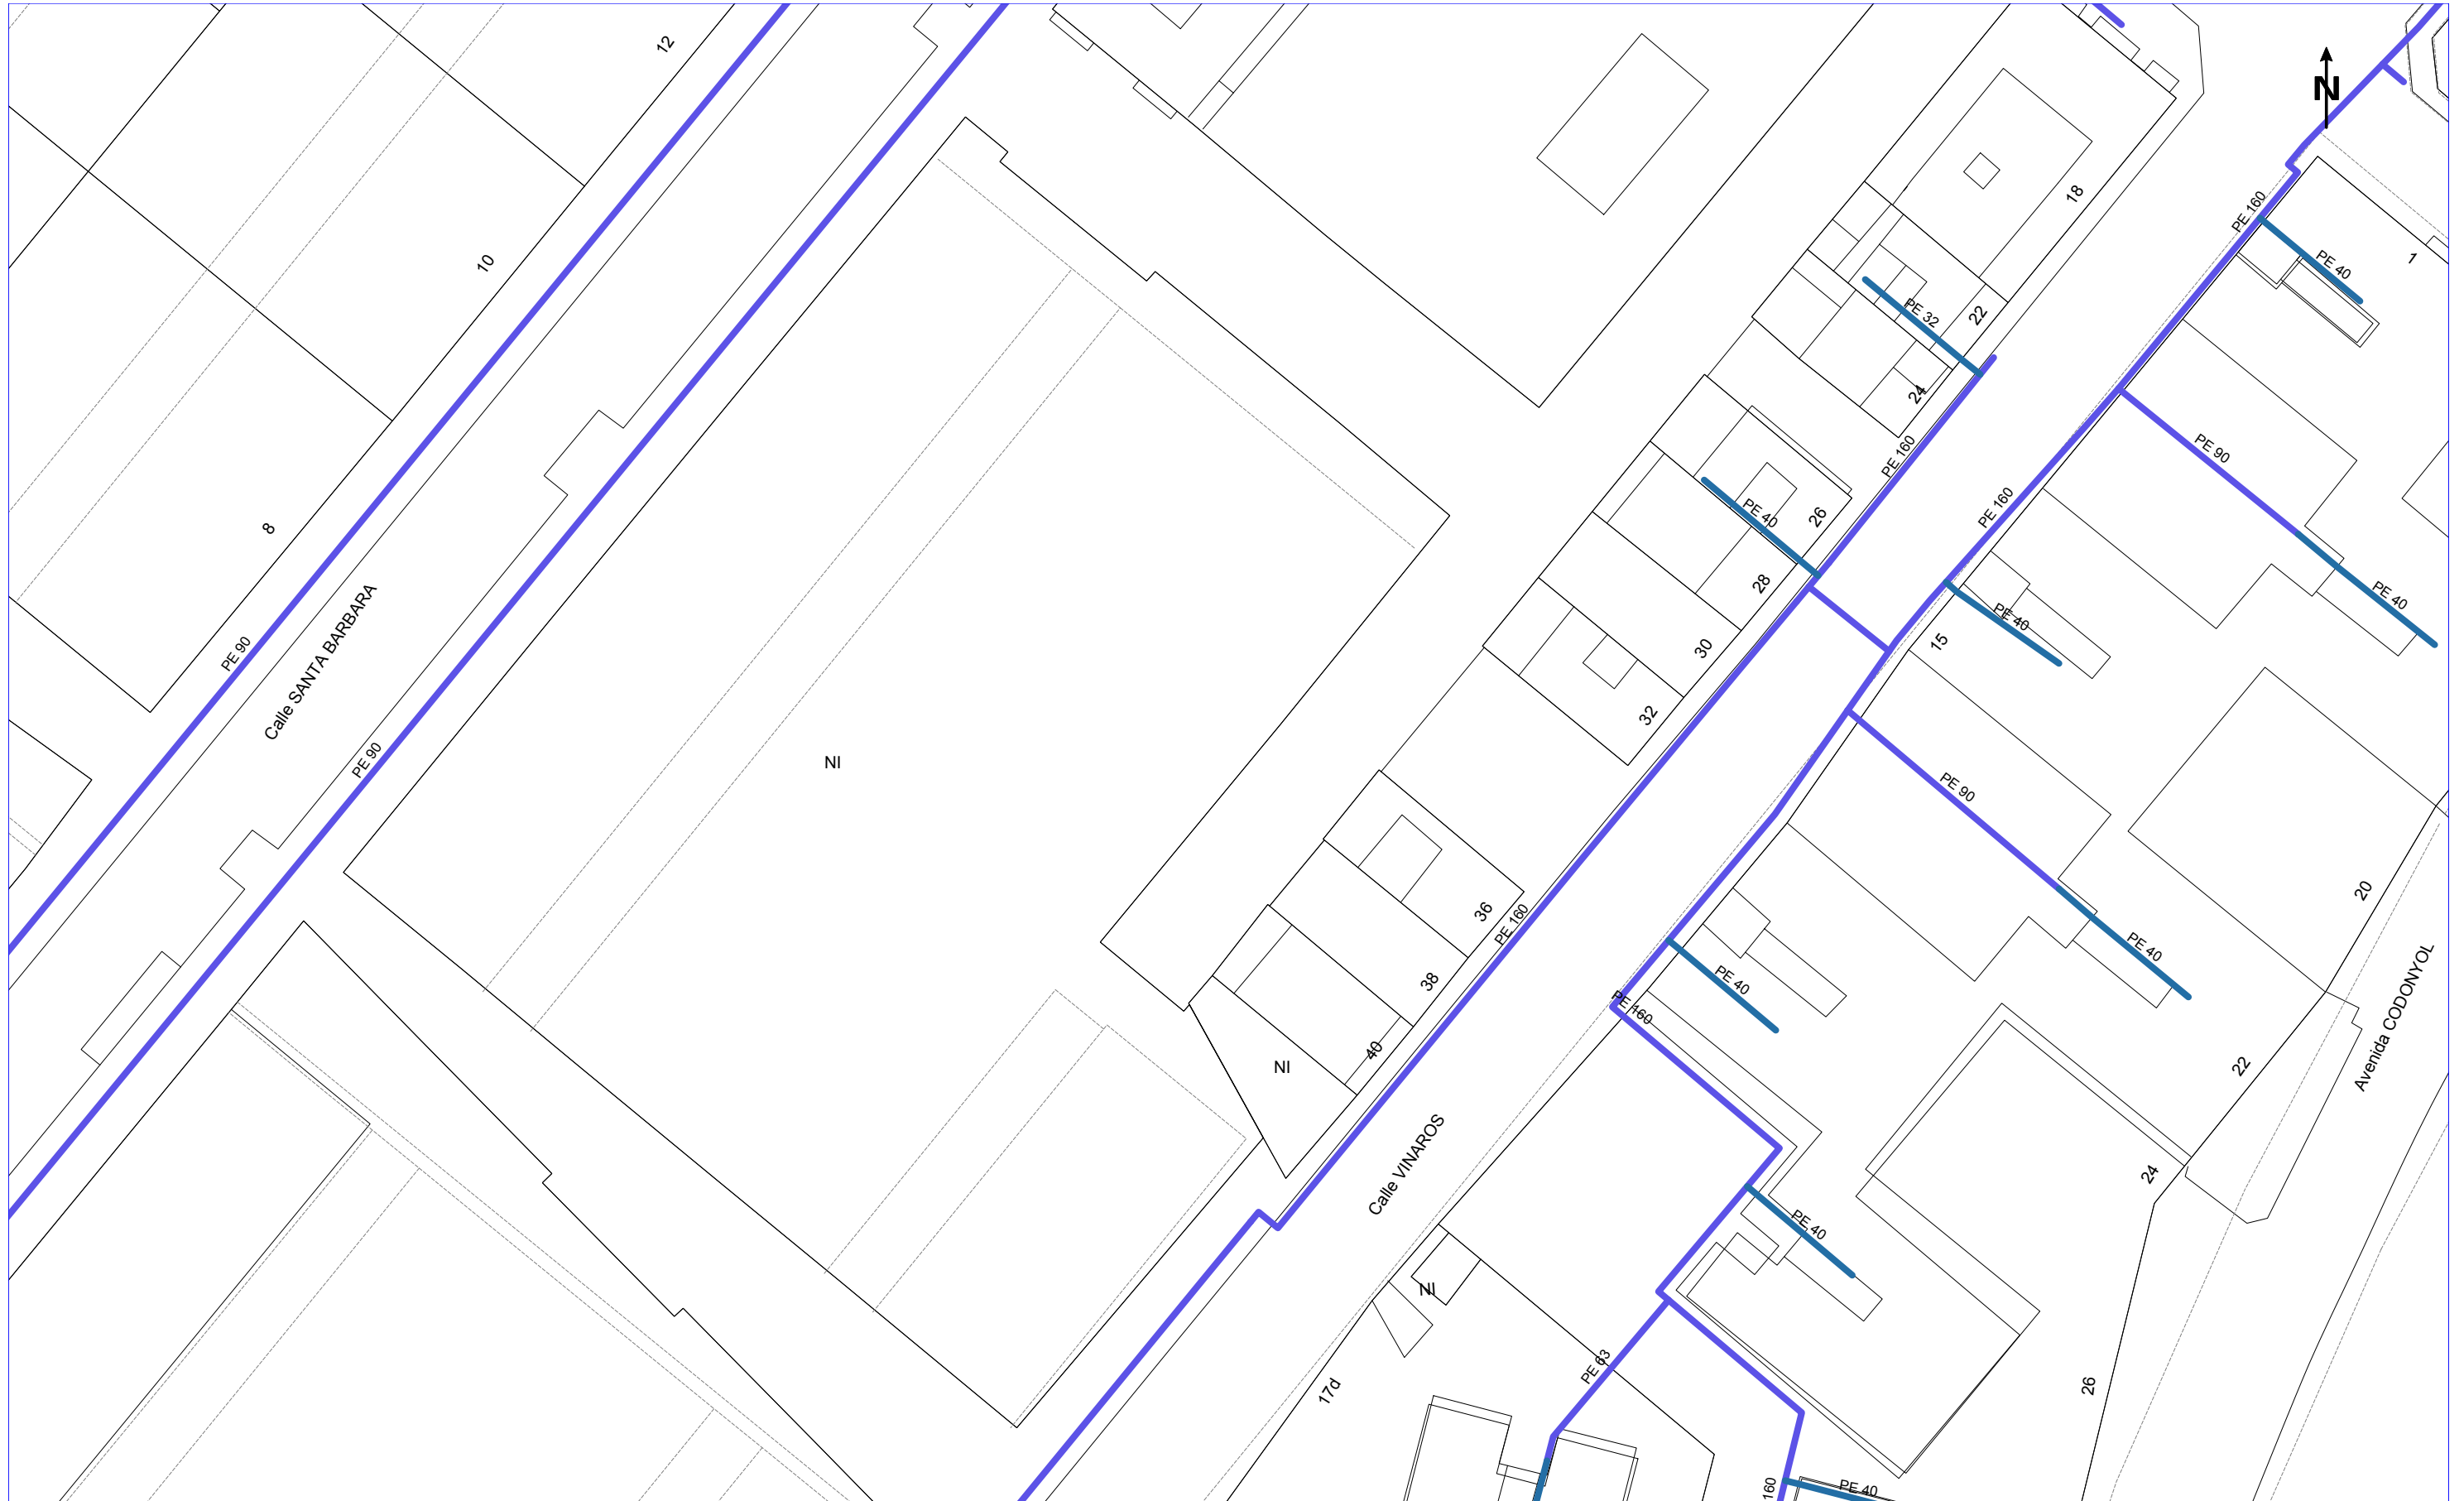 12
N
18
PE 160
1
PE 40
10
22
PE 32
24
PE 90
PE 160
PE 160
26
PE 40
8
28
PE 40
PE 40
15
30
PE 90
Calle SANTA BARBARA
32
PE 90
NI
PE 90
20
36
PE 160
PE 40
38
PE 40
Avenida CODONYOL
PE 160
40
NI
22
Calle VINAROS
24
PE 40
NI
PE 63
17d
26
160
PE 40